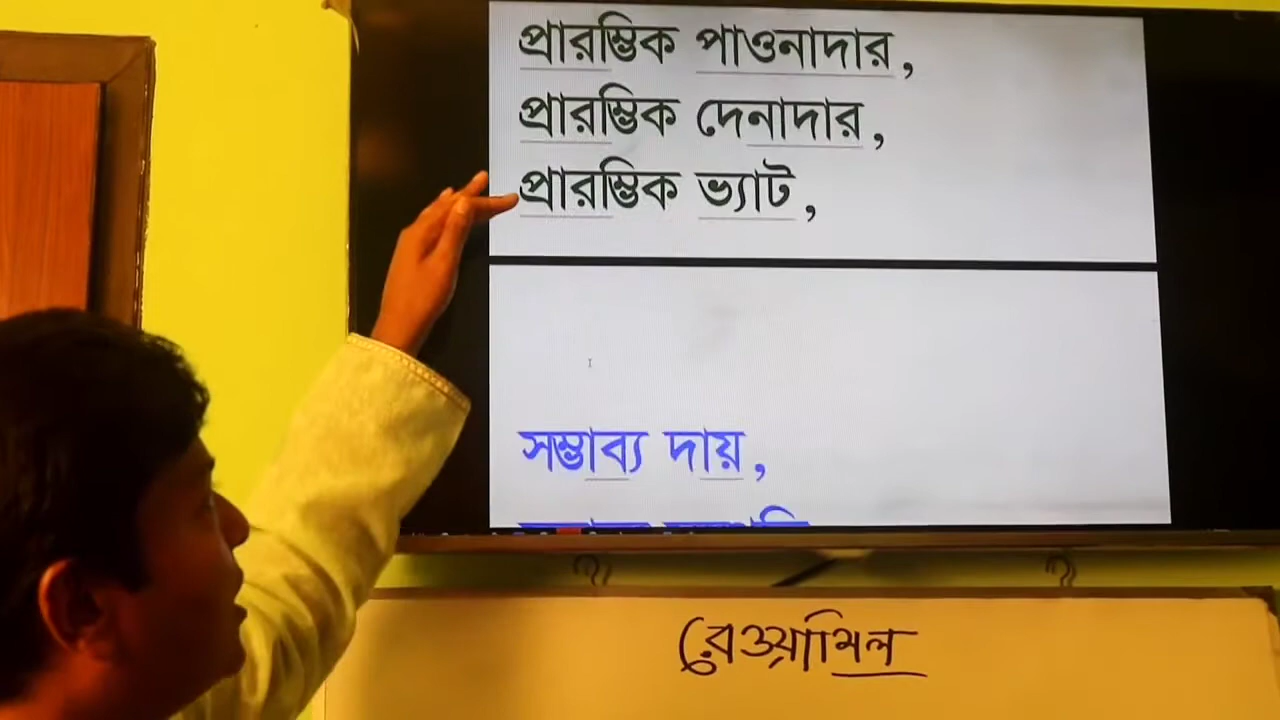 প্রারম্ভিক পাওনাদার,
প্রারম্ভিক দেনাদার,
প্রারম্ভিক ভ্যাট,
সম্ভাব্য দায়,
রেওয়ামিল